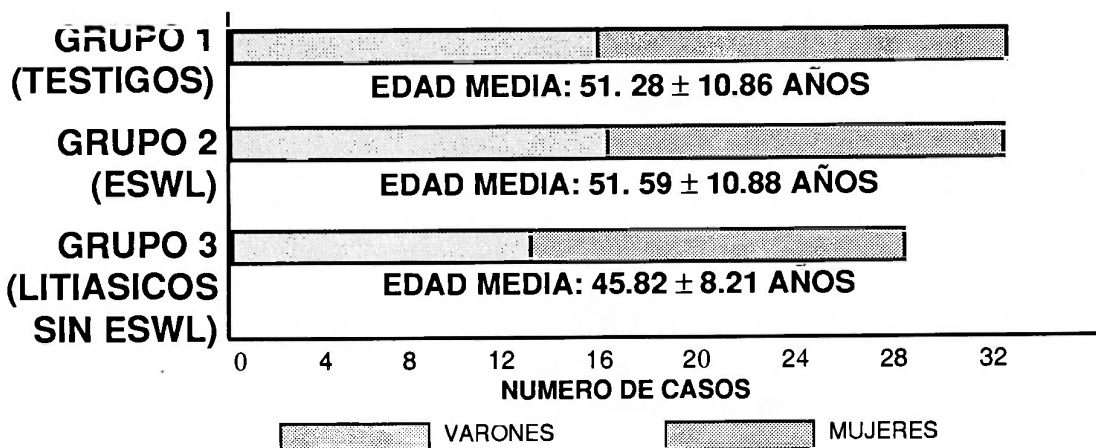 GRUPO 1
(TESTIGOS)
EDAD MEDIA: 51. 28 ± 10.86 AÑOS
GRUPO 2
(ESWL)
EDAD MEDIA: 51. 59 ± 10.88 AÑOS
GRUPO 3
(LITIASICOS
SIN ESWL)
EDAD MEDIA: 45.82 ± 8.21 AÑOS
0 4 8 12 16 20 24 28 32
NUMERO DE CASOS
VARONES MUJERES